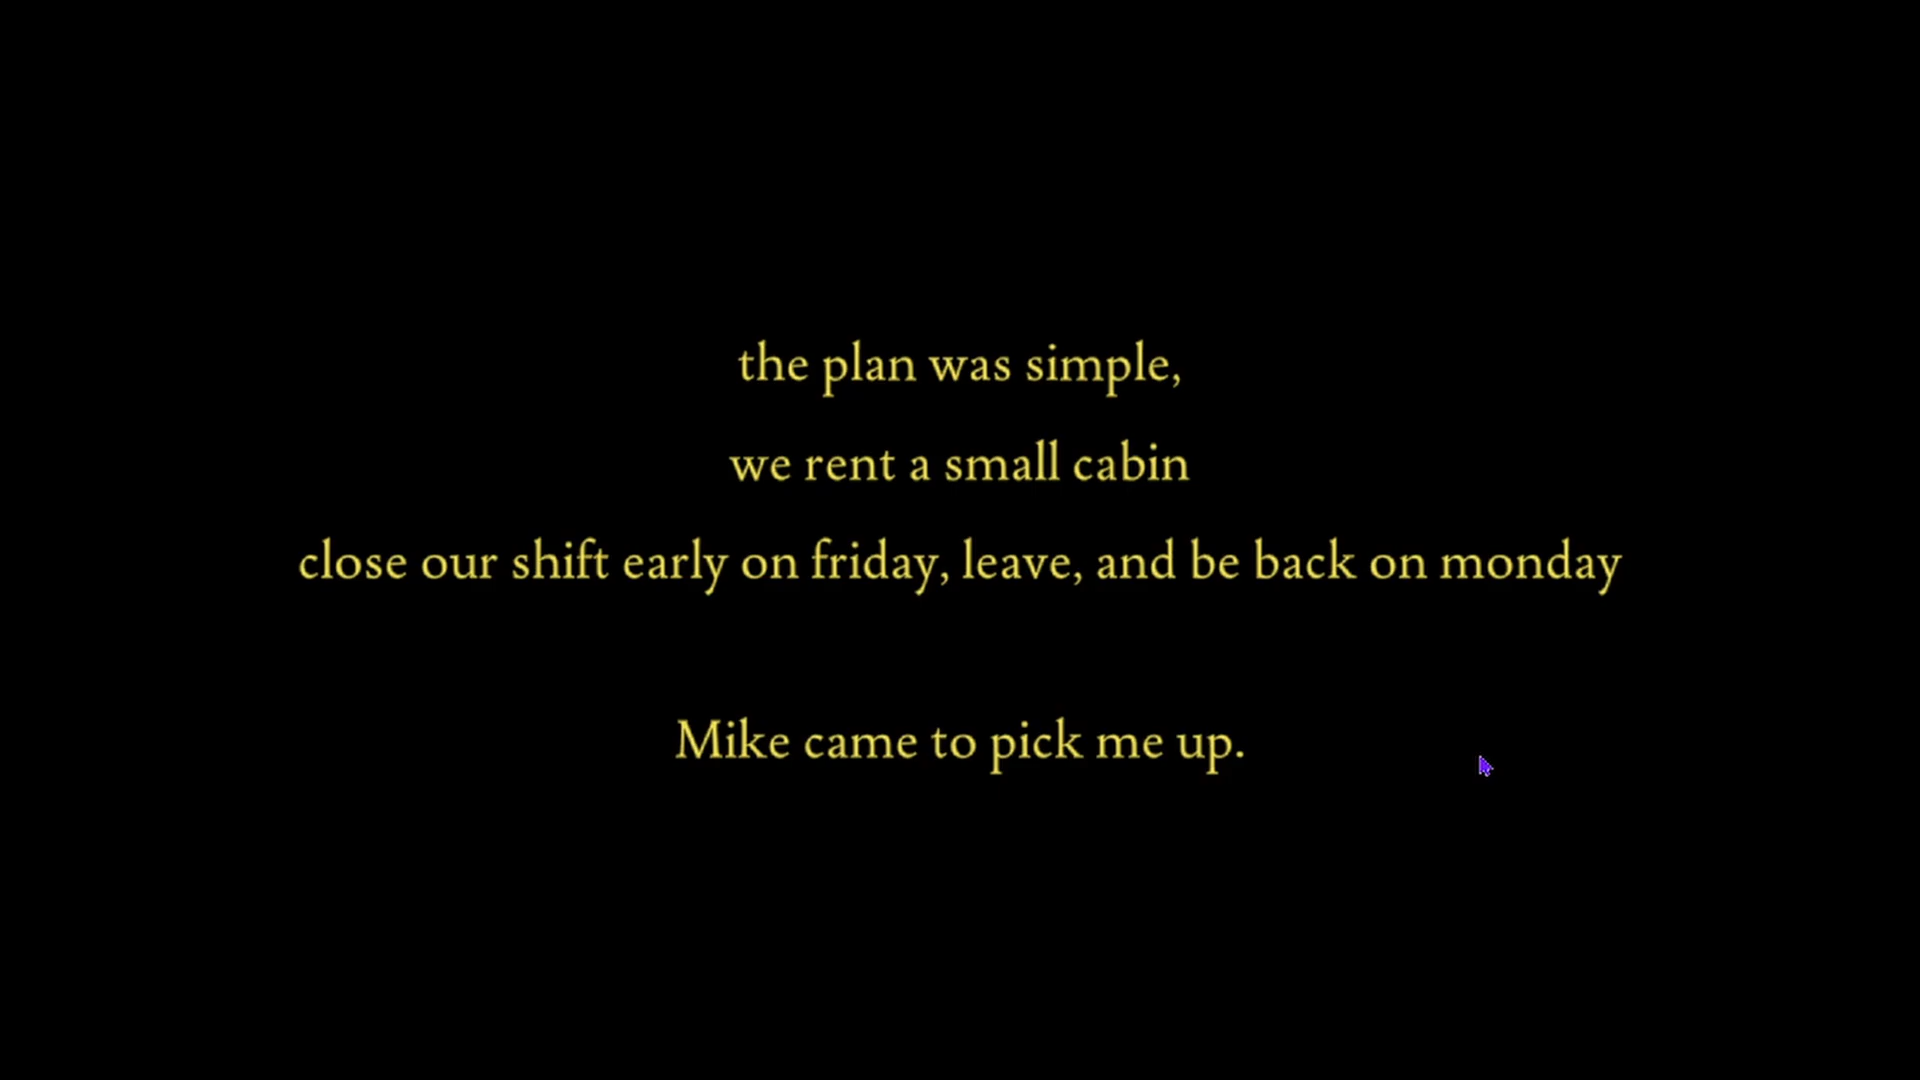 the plan was simple,
we rent a small cabin
close our shift early on friday, leave, and be back on monday
Mike came to pick me up.